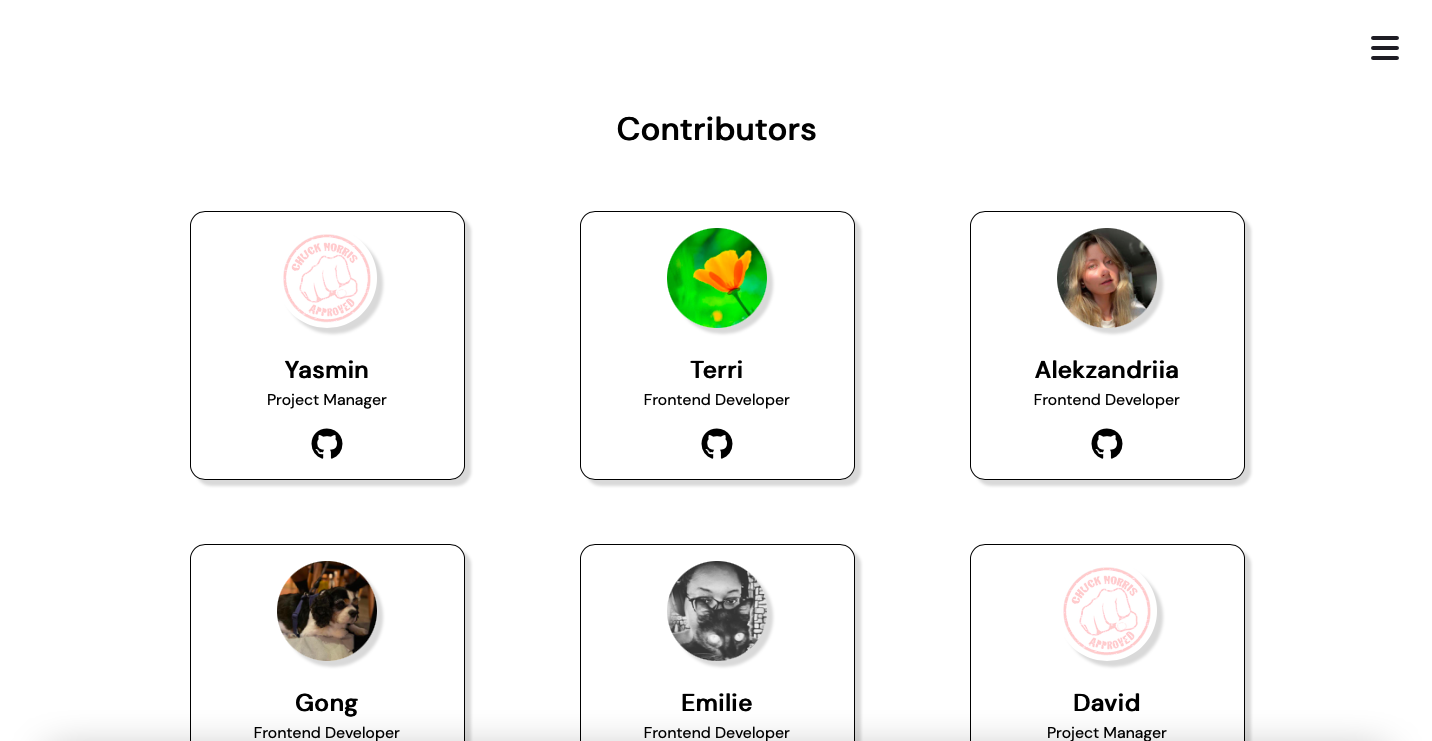 Contributors
CHUCK NORRIS
APPROVED
Yasmin
Project Manager
Terri
Frontend Developer
Alekzandriia
Frontend Developer
Gong
Frontend Developer
Emilie
Frontend Developer
CHUCK NORRIS
APPROVED
David
Project Manager